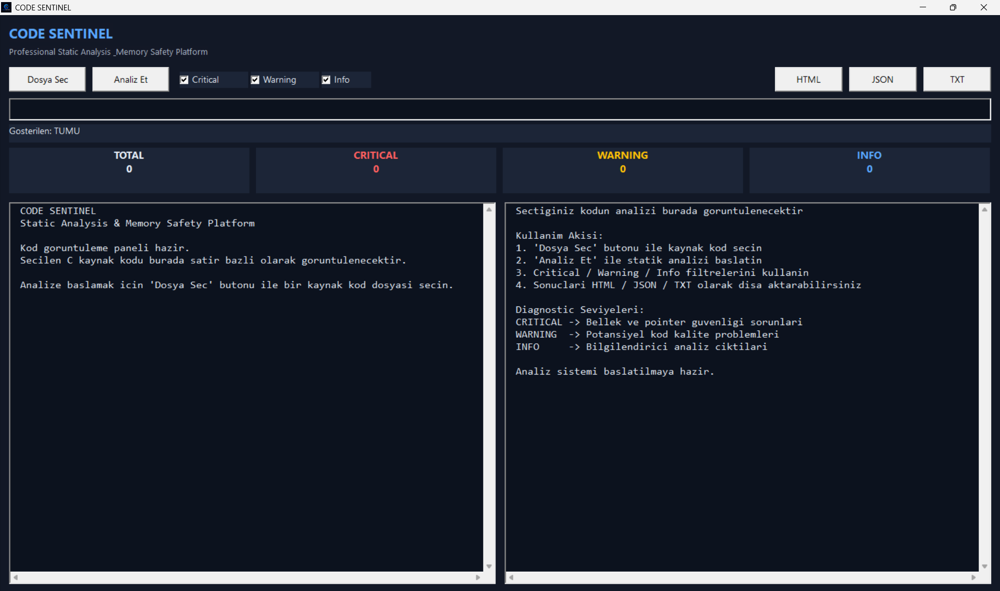 CODE SENTINEL
CODE SENTINEL
Professional Static Analysis _Memory Safety Platform
Dosya Sec
Analiz Et
Critical
Warning
Info
HTML
JSON
TXT
Gosterilen: TUMU
TOTAL
0
CRITICAL
0
WARNING
0
INFO
0
CODE SENTINEL
Static Analysis & Memory Safety Platform
Kod goruntuleme paneli hazir.
Secilen C kaynak kodu burada satir bazli olarak goruntulenecektir.
Analize baslamak icin 'Dosya Sec' butonu ile bir kaynak kod dosyasi secin.
Sectiginiz kodun analizi burada goruntulenecektir
Kullanim Akisi:
1. 'Dosya Sec' butonu ile kaynak kod secin
2. 'Analiz Et' ile statik analizi baslatin
3. Critical / Warning / Info filtrelerini kullanin
4. Sonuclari HTML / JSON / TXT olarak disa aktarabilirsiniz
Diagnostic Seviyeleri:
CRITICAL -> Bellek ve pointer guvenligi sorunlari
WARNING  -> Potansiyel kod kalite problemleri
INFO     -> Bilgilendirici analiz ciktilari
Analiz sistemi baslatilmaya hazir.